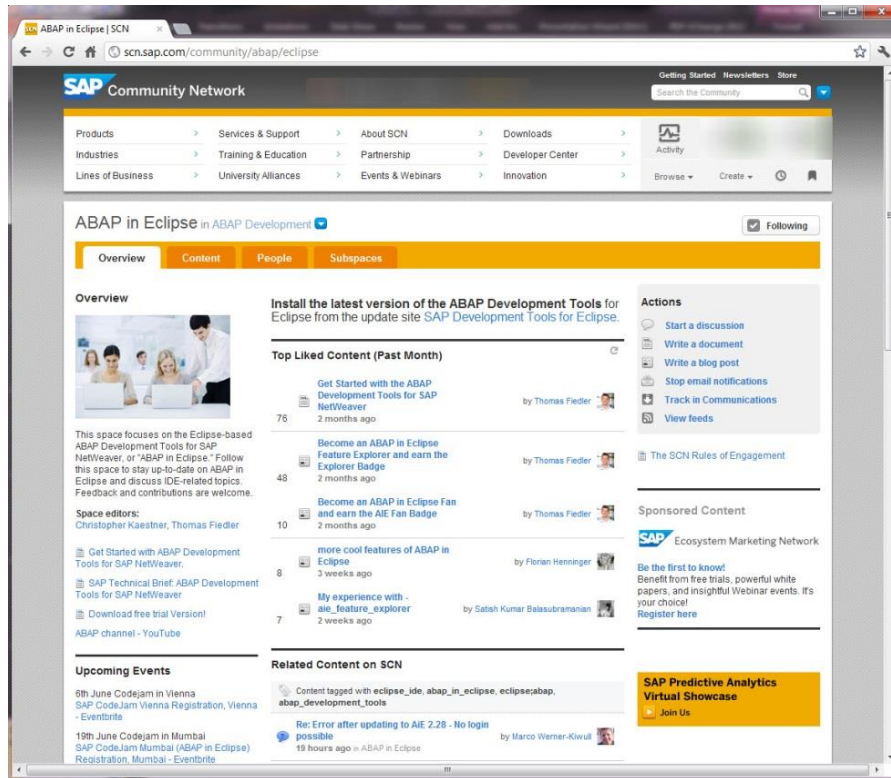 ABAP in Eclipse | SCN
scn.sap.com/community/abap/eclipse
SAP Community Network
Getting Started Newsletters Store
Search the Community
Products
Services & Support
About SCN
Downloads
Industries
Training & Education
Partnership
Developer Center
Lines of Business
University Alliances
Events & Webinars
Innovation
Activity
Browse
Create
ABAP in Eclipse in ABAP Development
Following
Overview
Content
People
Subspaces
Overview
This space focuses on the Eclipse-based
ABAP Development Tools for SAP
NetWeaver, or "ABAP in Eclipse." Follow
this space to stay up-to-date on ABAP in
Eclipse and discuss IDE-related topics.
Feedback and contributions are welcome.
Space editors:
Christopher Kaestner, Thomas Fiedler
Get Started with ABAP Development
Tools for SAP NetWeaver.
SAP Technical Brief: ABAP Development
Tools for SAP NetWeaver
Download free trial Version!
ABAP channel - YouTube
Upcoming Events
6th June Codejam in Vienna
SAP CodeJam Vienna Registration, Vienna
- Eventbrite
19th June Codejam in Mumbai
SAP CodeJam Mumbai (ABAP in Eclipse)
Registration, Mumbai - Eventbrite
Install the latest version of the ABAP Development Tools for
Eclipse from the update site SAP Development Tools for Eclipse.
Top Liked Content (Past Month)
Get Started with the ABAP
Development Tools for SAP
NetWeaver
by Thomas Fiedler
76
2 months ago
Become an ABAP in Eclipse
Feature Explorer and earn the
Explorer Badge
by Thomas Fiedler
48
2 months ago
Become an ABAP in Eclipse Fan
and earn the AIE Fan Badge
by Thomas Fiedler
10
2 months ago
more cool features of ABAP in
Eclipse
by Florian Henninger
8
3 weeks ago
My experience with -
aie_feature_explorer
by Satish Kumar Balasubramanian
7
2 weeks ago
Related Content on SCN
Content tagged with eclipse_ide, abap_in_eclipse, eclipse;abap,
abap_development_tools
Re: Error after updating to AiE 2.28 - No login
possible
by Marco Werner-Kiwull
19 hours ago in ABAP in Eclipse
Actions
Start a discussion
Write a document
Write a blog post
Stop email notifications
Track in Communications
View feeds
The SCN Rules of Engagement
Sponsored Content
SAP Ecosystem Marketing Network
Be the first to know!
Benefit from free trials, powerful white
papers, and insightful Webinar events. It's
your choice!
Register here
SAP Predictive Analytics
Virtual Showcase
Join Us